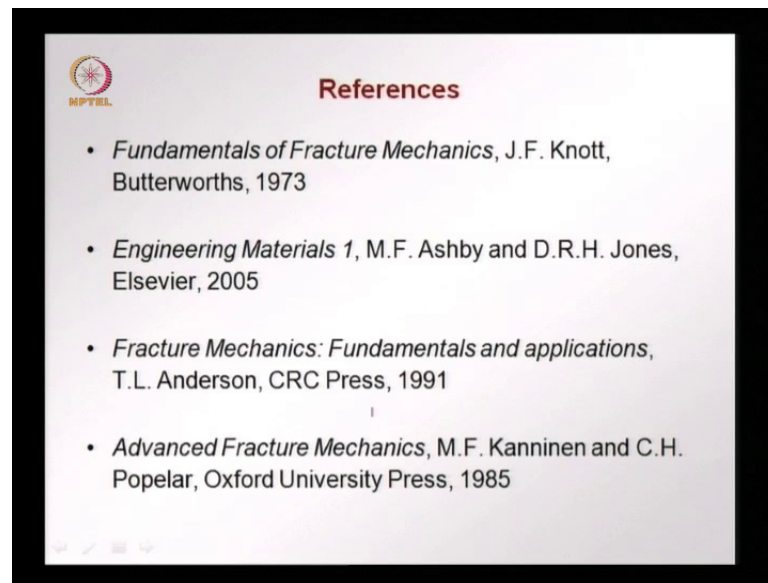 NPTEL
References
• Fundamentals of Fracture Mechanics, J.F. Knott,
Butterworths, 1973
• Engineering Materials 1, M.F. Ashby and D.R.H. Jones,
Elsevier, 2005
• Fracture Mechanics: Fundamentals and applications,
T.L. Anderson, CRC Press, 1991
• Advanced Fracture Mechanics, M.F. Kanninen and C.H.
Popelar, Oxford University Press, 1985